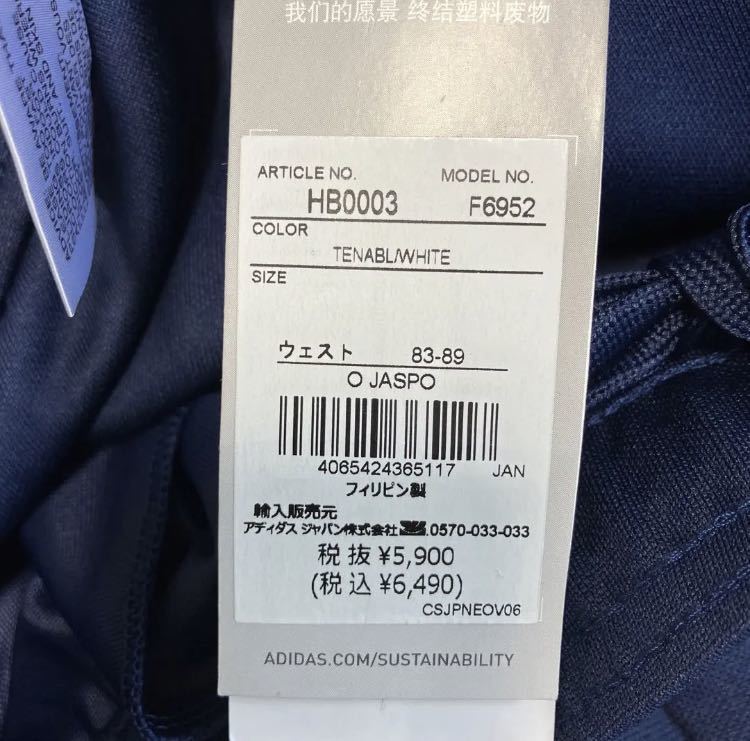 我们的愿景 终结塑料废物
ARTICLE NO. MODEL NO.
HB0003 F6952
COLOR
TENABL/WHITE
SIZE
ウェスト 83-89
O JASPO
4065424365117 JAN
フィリピン製
輸入販売元
アディダス ジャパン株式会社 0570-033-033
税抜 ¥5,900
(税込 ¥6,490)
CSJPNEOV06
ADIDAS.COM/SUSTAINABILITY